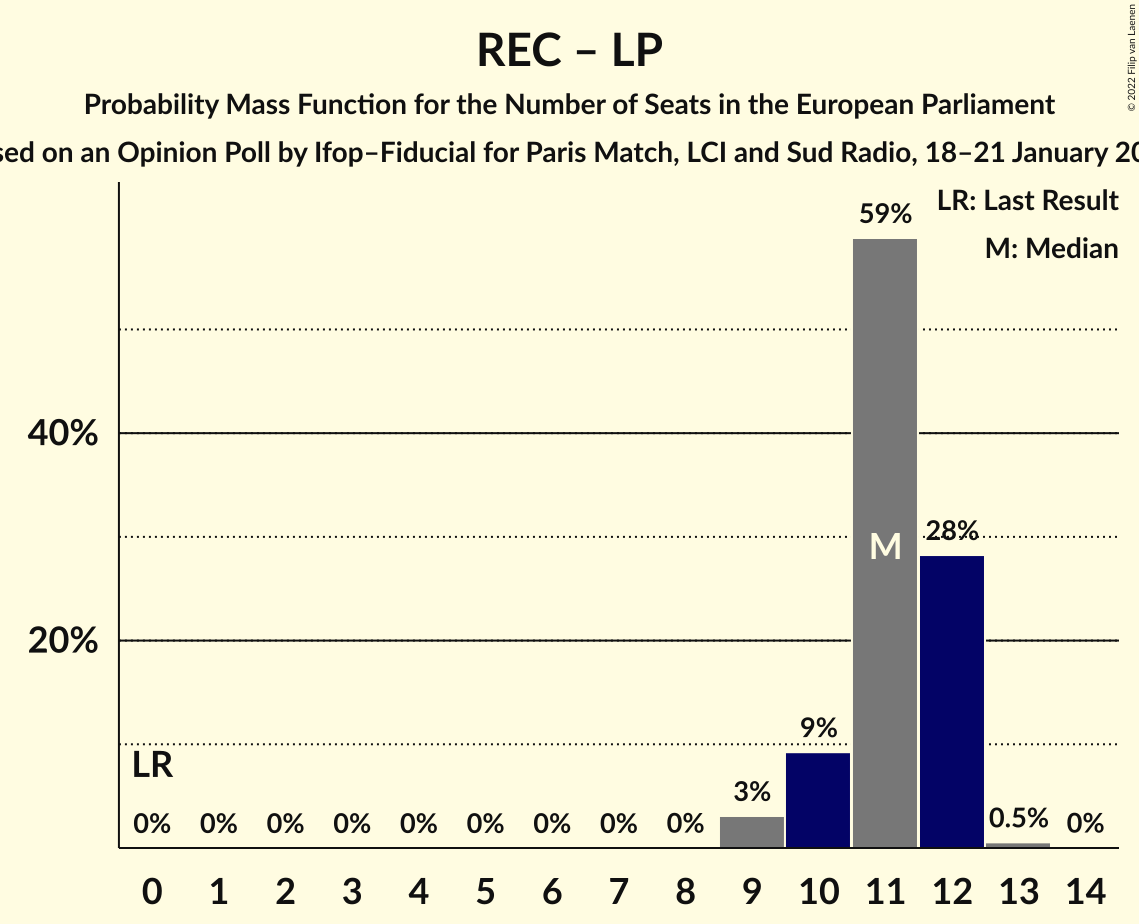 REC – LP
Probability Mass Function for the Number of Seats in the European Parliament
on an Opinion Poll by Ifop–Fiducial for Paris Match, LCI and Sud Radio, 18–21 January
LR: Last Result
M: Median
59%
40%
M
28%
20%
9%
LR
3%
0% 0% 0% 0% 0% 0% 0% 0% 0% 0.5% 0%
0 1 2 3 4 5 6 7 8 9 10 11 12 13 14
© 2022 Filip van Laenen